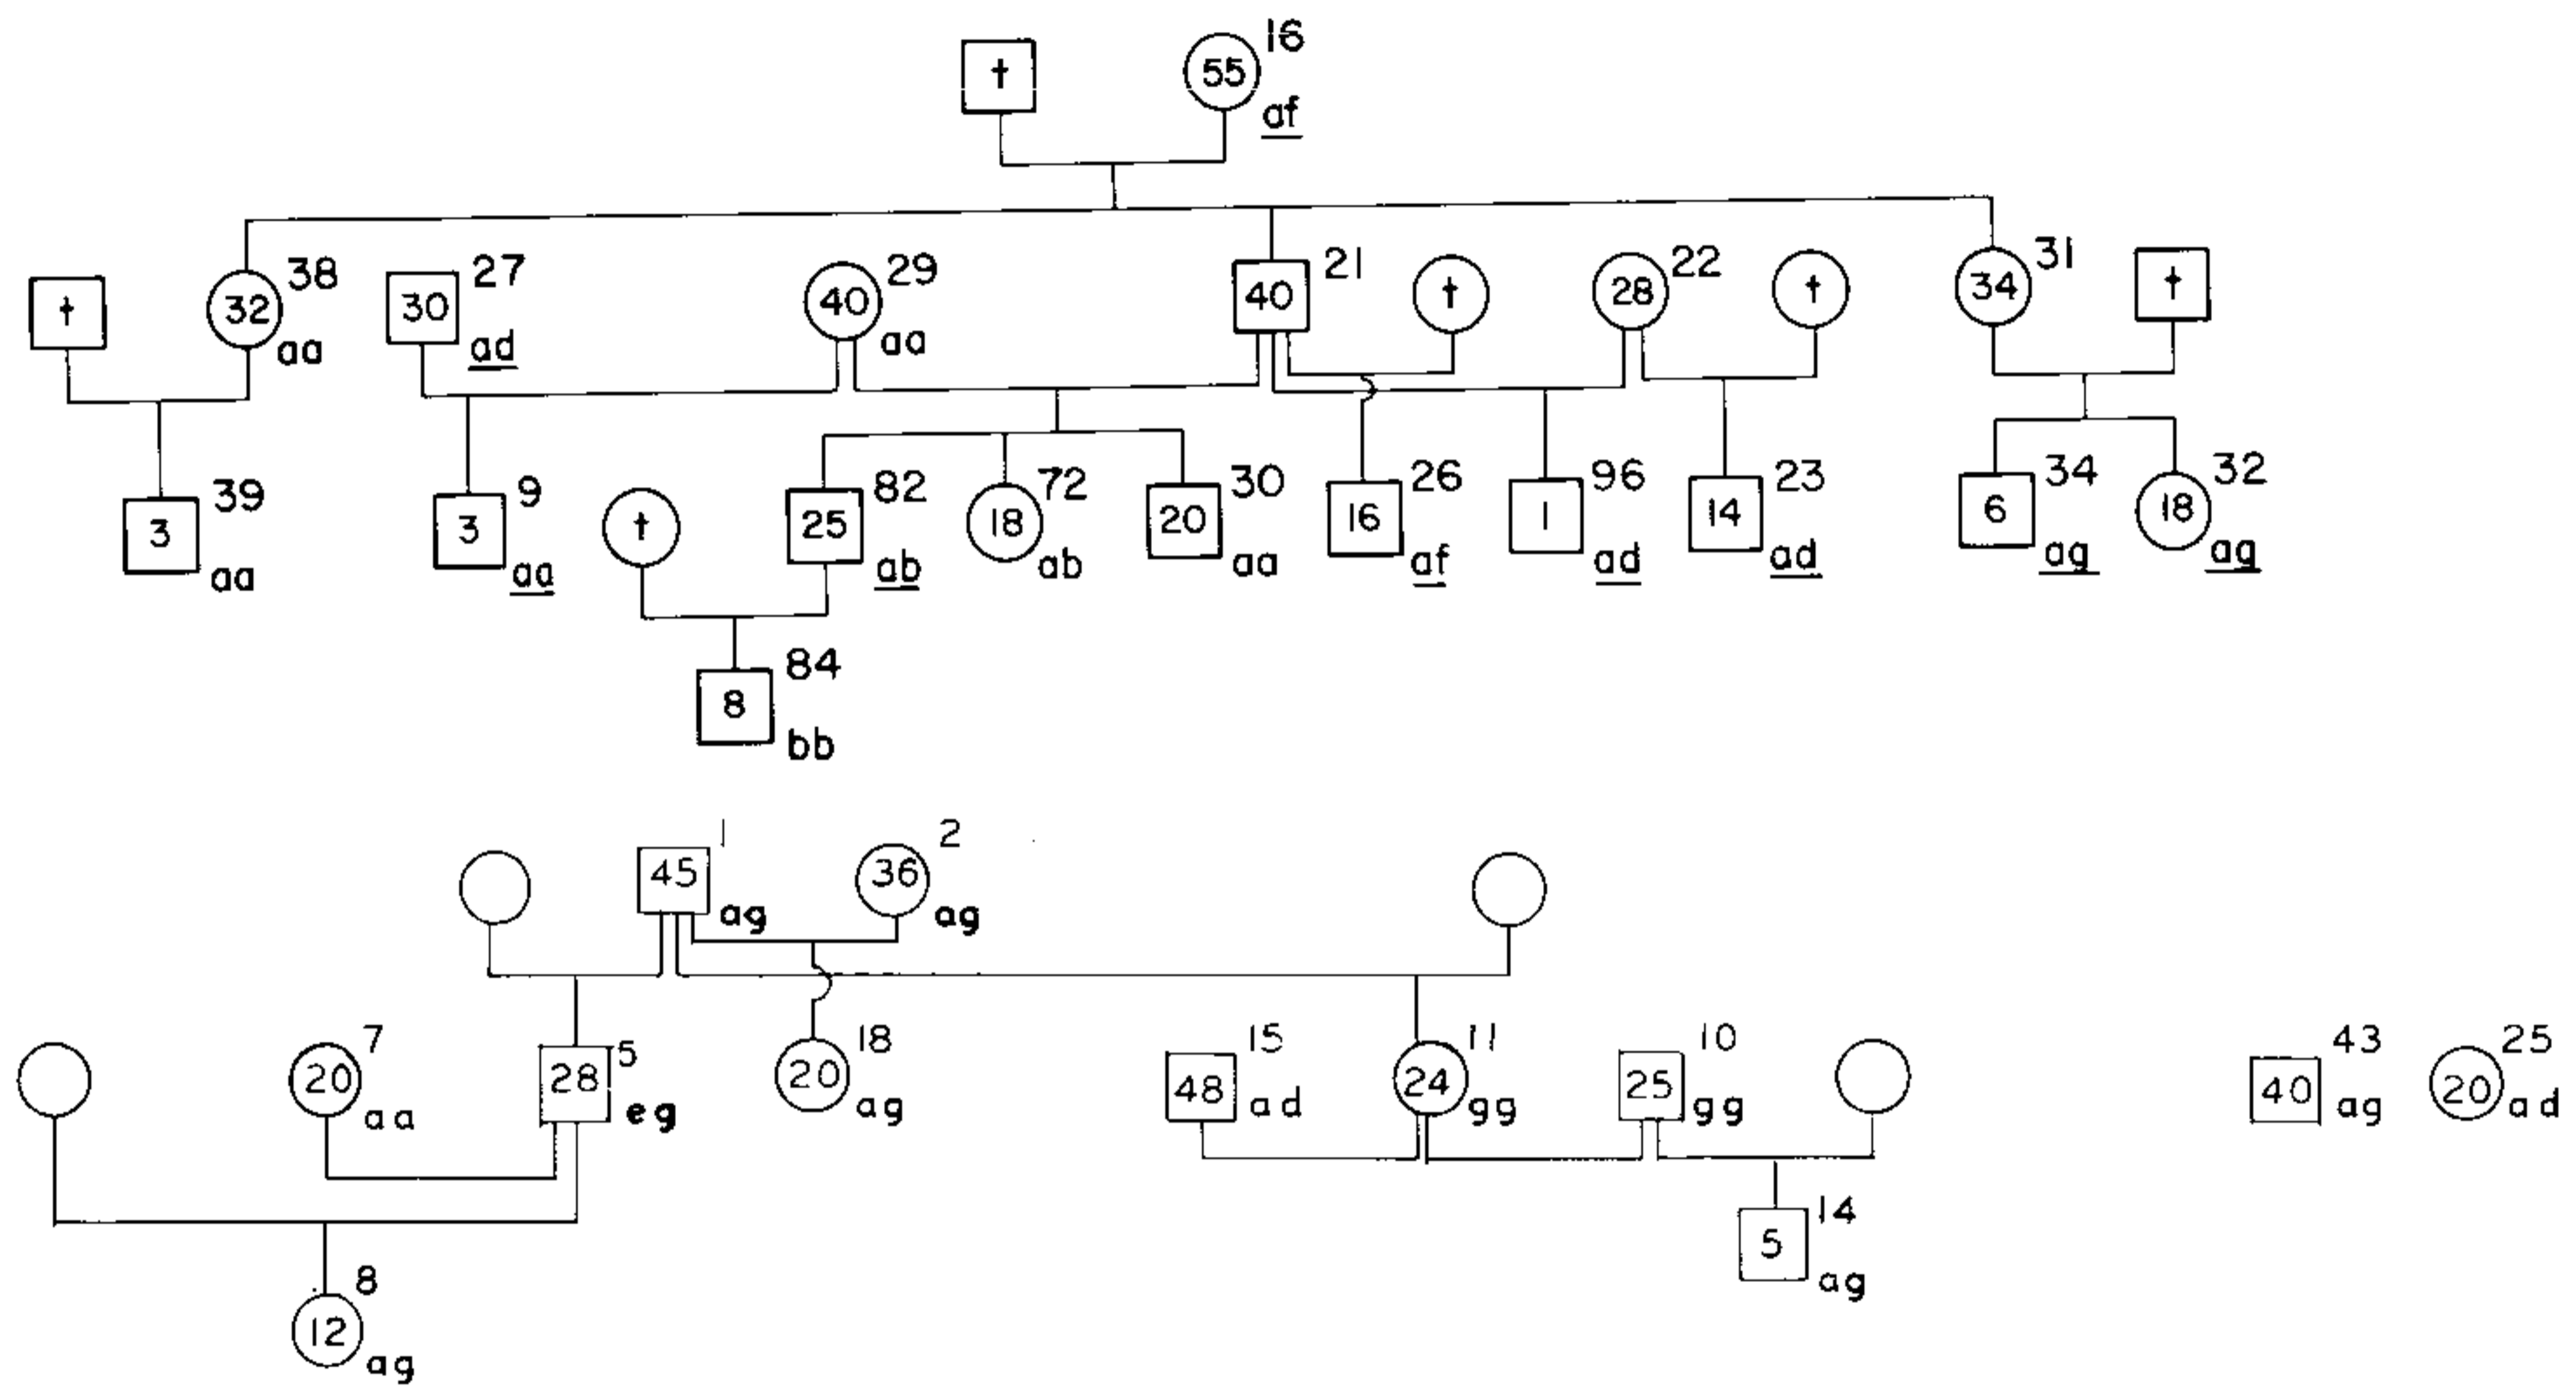 16
† 55
af
38 27 29 21 22 31
† 32 30 40 40 † 28 † 34 †
aa ad aa
39 9 82 72 30 26 96 23 34 32
3 3 † 25 18 20 16 1 14 6 18
aa aa ab ab aa af ad ad ag ag
84
8
bb
1 2
45 36
ag ag
7 5 18 15 11 10 43 25
20 28 20 48 24 25 40 20
aa eg ag ad gg gg ag ad
14
5
ag
8
12
ag